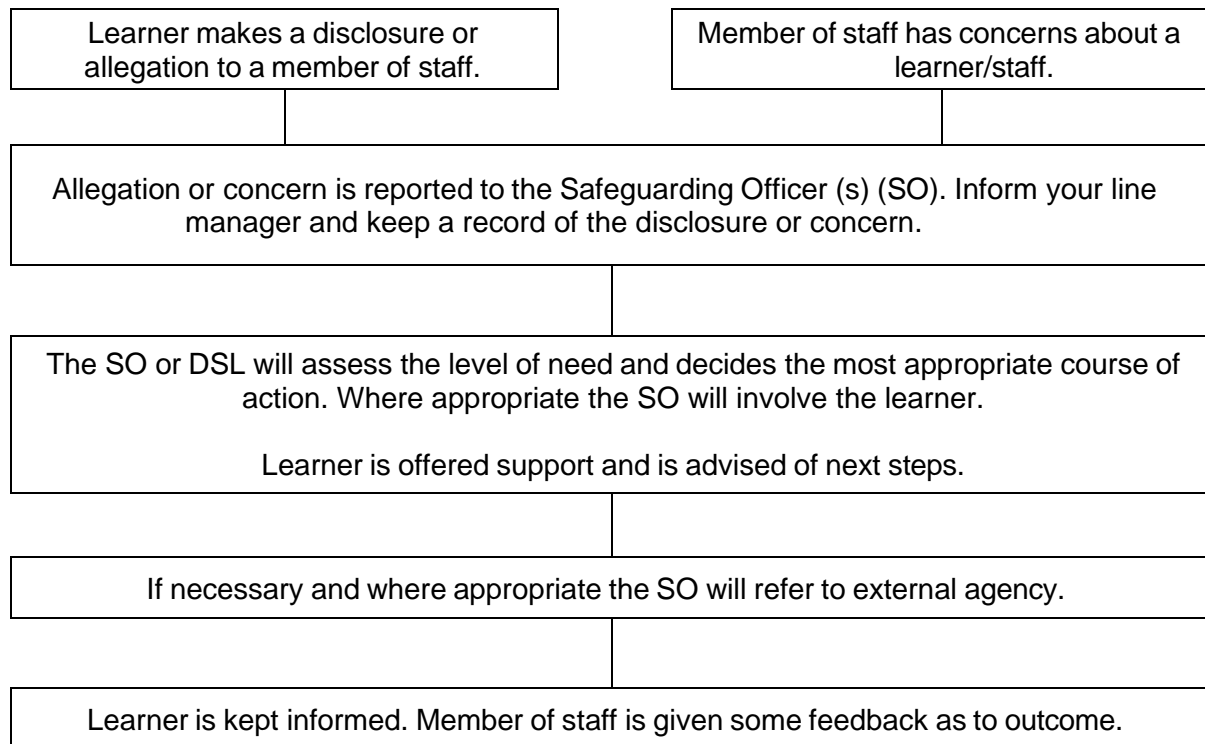 Learner makes a disclosure or
allegation to a member of staff.
Member of staff has concerns about a
learner/staff.
Allegation or concern is reported to the Safeguarding Officer (s) (SO). Inform your line
manager and keep a record of the disclosure or concern.
The SO or DSL will assess the level of need and decides the most appropriate course of
action. Where appropriate the SO will involve the learner.
Learner is offered support and is advised of next steps.
If necessary and where appropriate the SO will refer to external agency.
Learner is kept informed. Member of staff is given some feedback as to outcome.